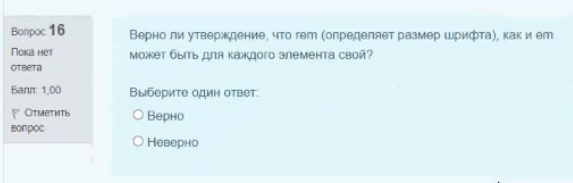 Вопрос 16
Пока нет
ответа
Балл: 1,00
Отметить
вопрос
Верно ли утверждение, что rem (определяет размер шрифта), как и em
может быть для каждого элемента свой?
Выберите один ответ:
Верно
Неверно